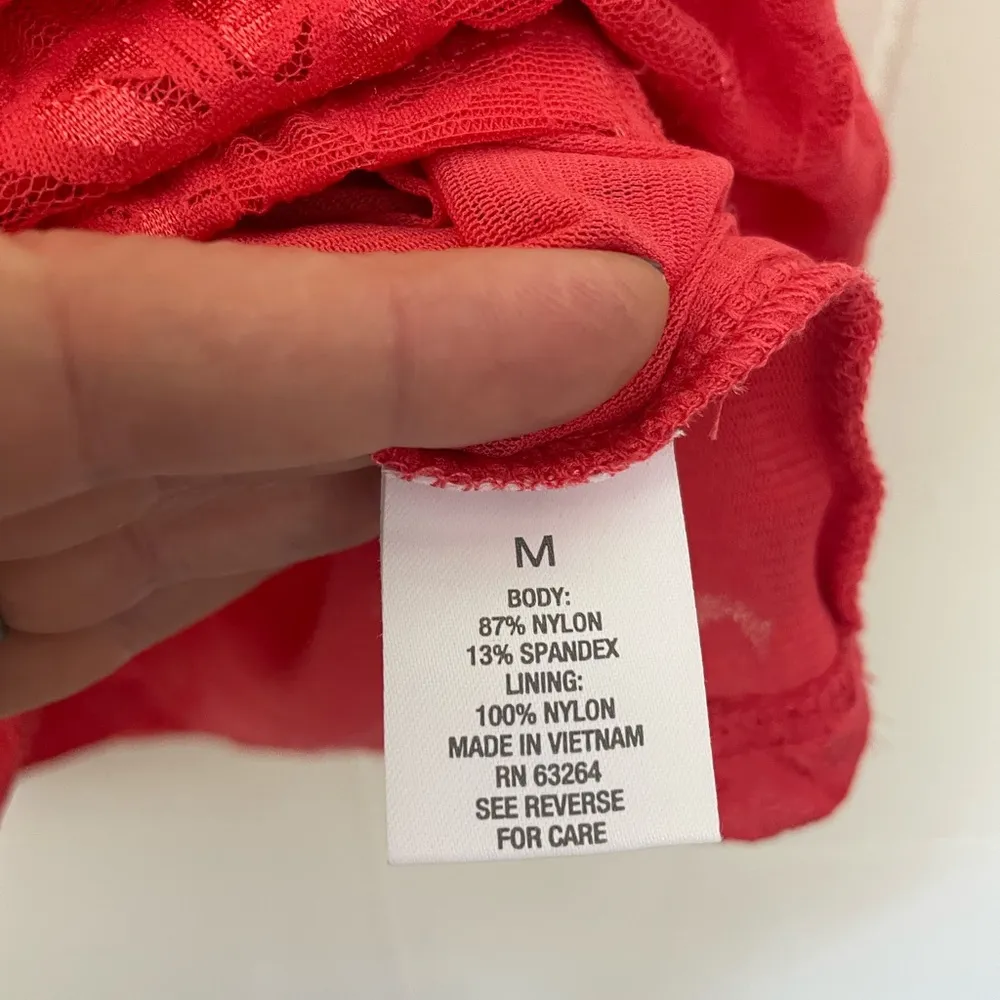 M
BODY:
87% NYLON
13% SPANDEX
LINING:
100% NYLON
MADE IN VIETNAM
RN 63264
SEE REVERSE
FOR CARE